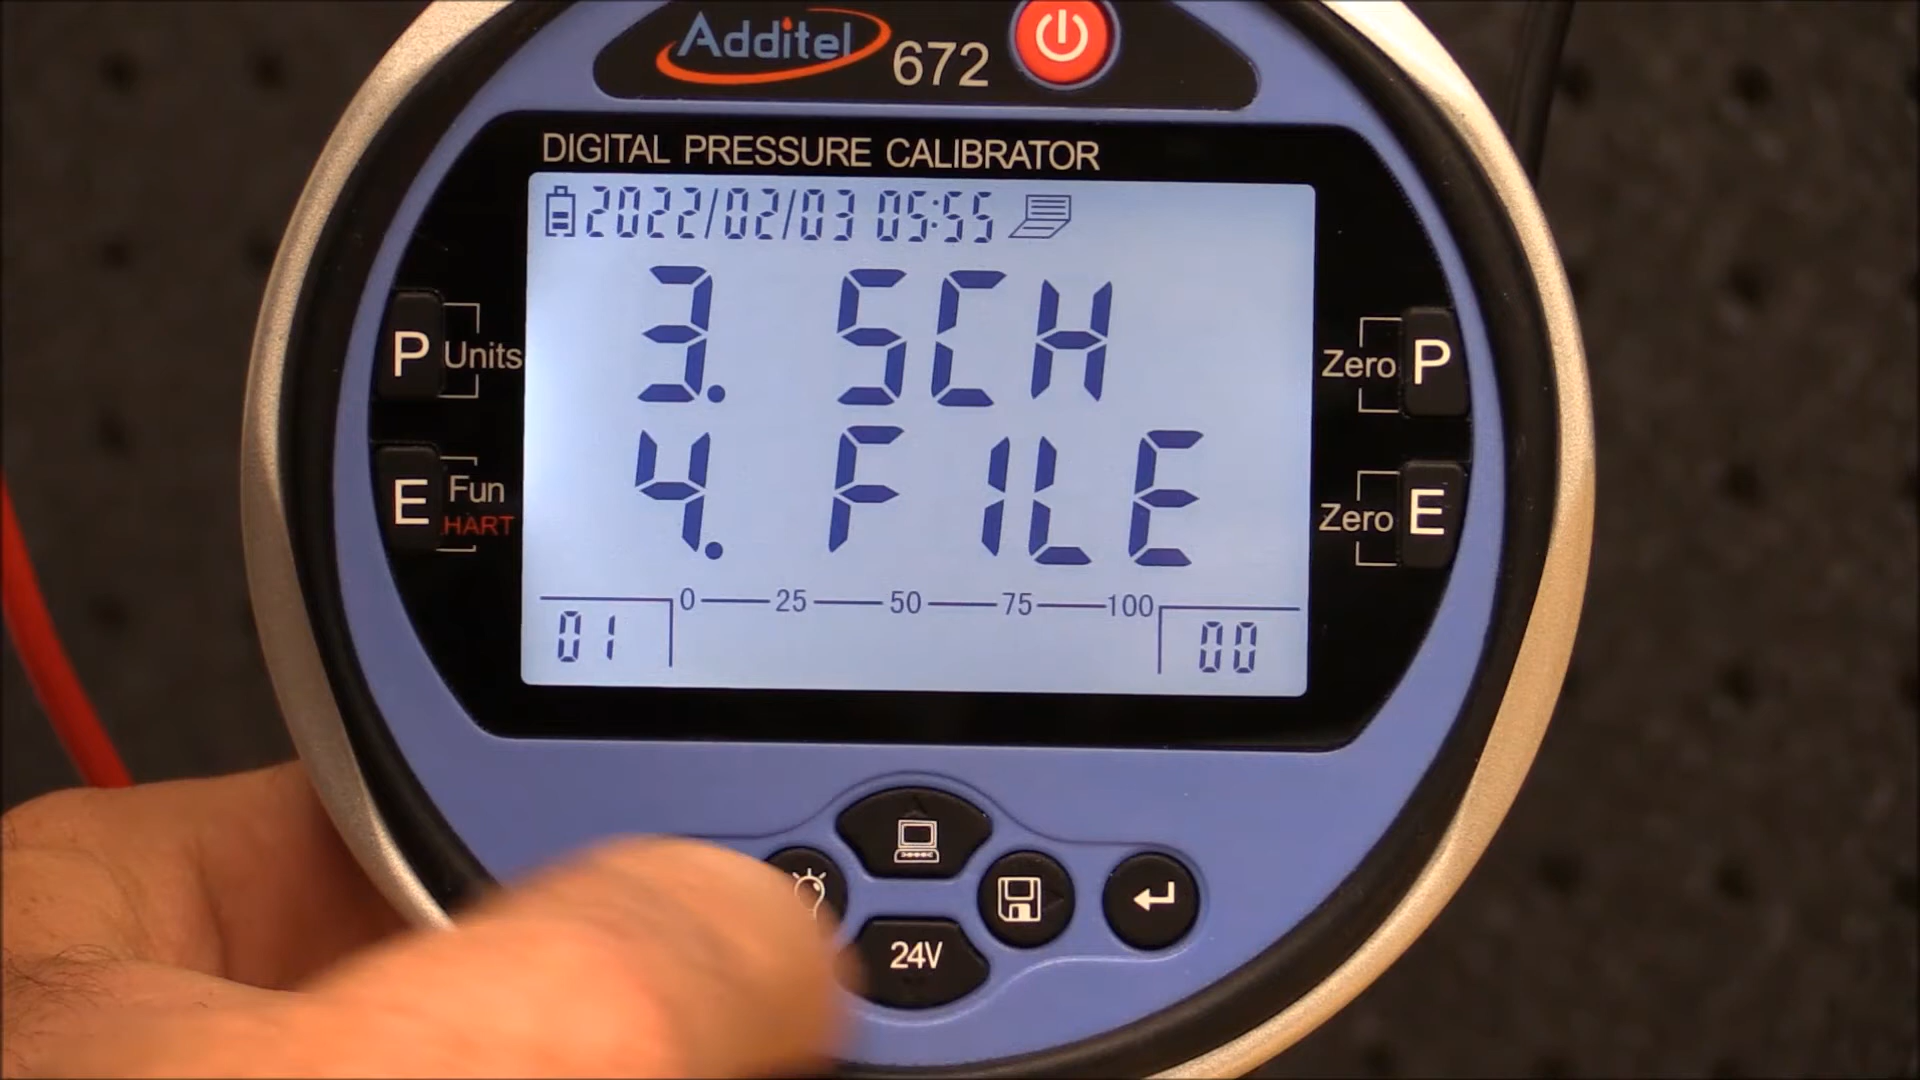 Additel 672
DIGITAL PRESSURE CALIBRATOR
2022/02/03 05:55
3. SCH
4. FILE
0 25 50 75 100
01
00
P Units
E Fun
HART
Zero P
Zero E
24V